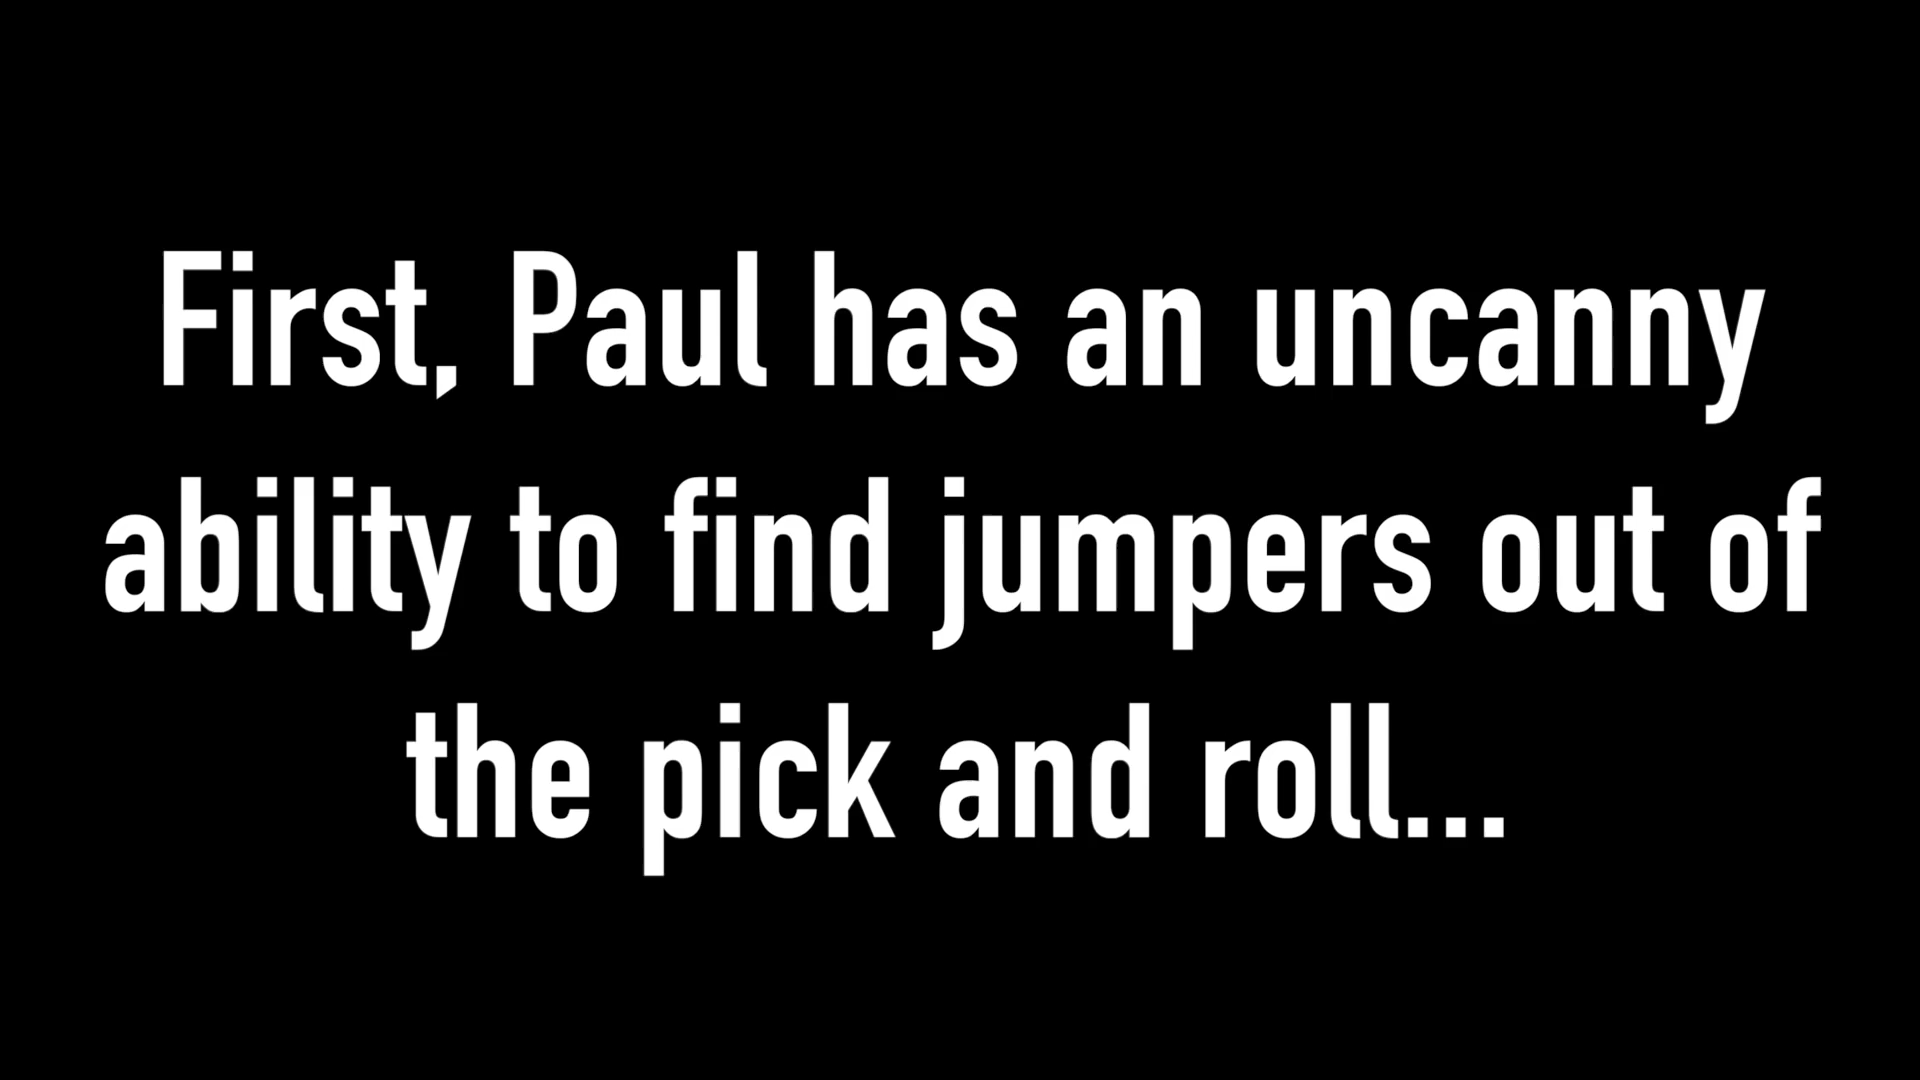 First, Paul has an uncanny
ability to find jumpers out of
the pick and roll...